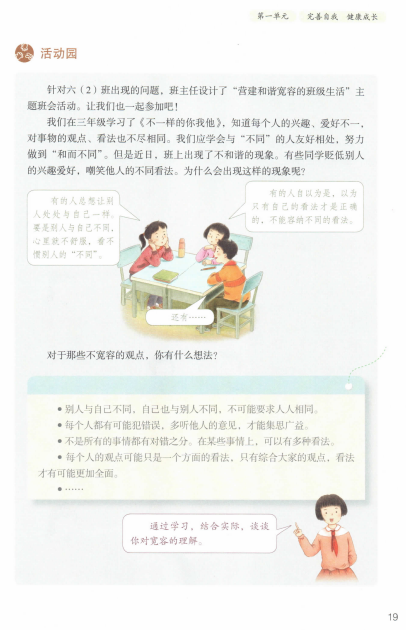 第一单元 完善自我 健康成长
活动园
针对六（2）班出现的问题，班主任设计了“营建和谐宽容的班级生活”主
题班会活动。让我们也一起参加吧！
我们在三年级学习了《不一样的你我他》，知道每个人的兴趣、爱好不一，
对事物的观点、看法也不尽相同。我们应学会与“不同”的人友好相处，努力
做到“和而不同”。但是近日，班上出现了不和谐的现象。有些同学贬低别人
的兴趣爱好，嘲笑他人的不同看法。为什么会出现这样的现象呢？
有的人总想让别
人处处与自己一样。
要是别人与自己不同，
心里就不舒服，看不
惯别人的“不同”。
有的人自以为是，以为
只有自己的看法才是正确
的，不能容纳不同的看法。
还有……
对于那些不宽容的观点，你有什么想法？
● 别人与自己不同，自己也与别人不同，不可能要求人人相同。
● 每个人都有可能犯错误，多听他人的意见，才能集思广益。
● 不是所有的事情都有对错之分。在某些事情上，可以有多种看法。
● 每个人的观点可能只是一个方面的看法，只有综合大家的观点，看法
才有可能更加全面。
● ……
通过学习，结合实际，谈谈
你对宽容的理解。
19